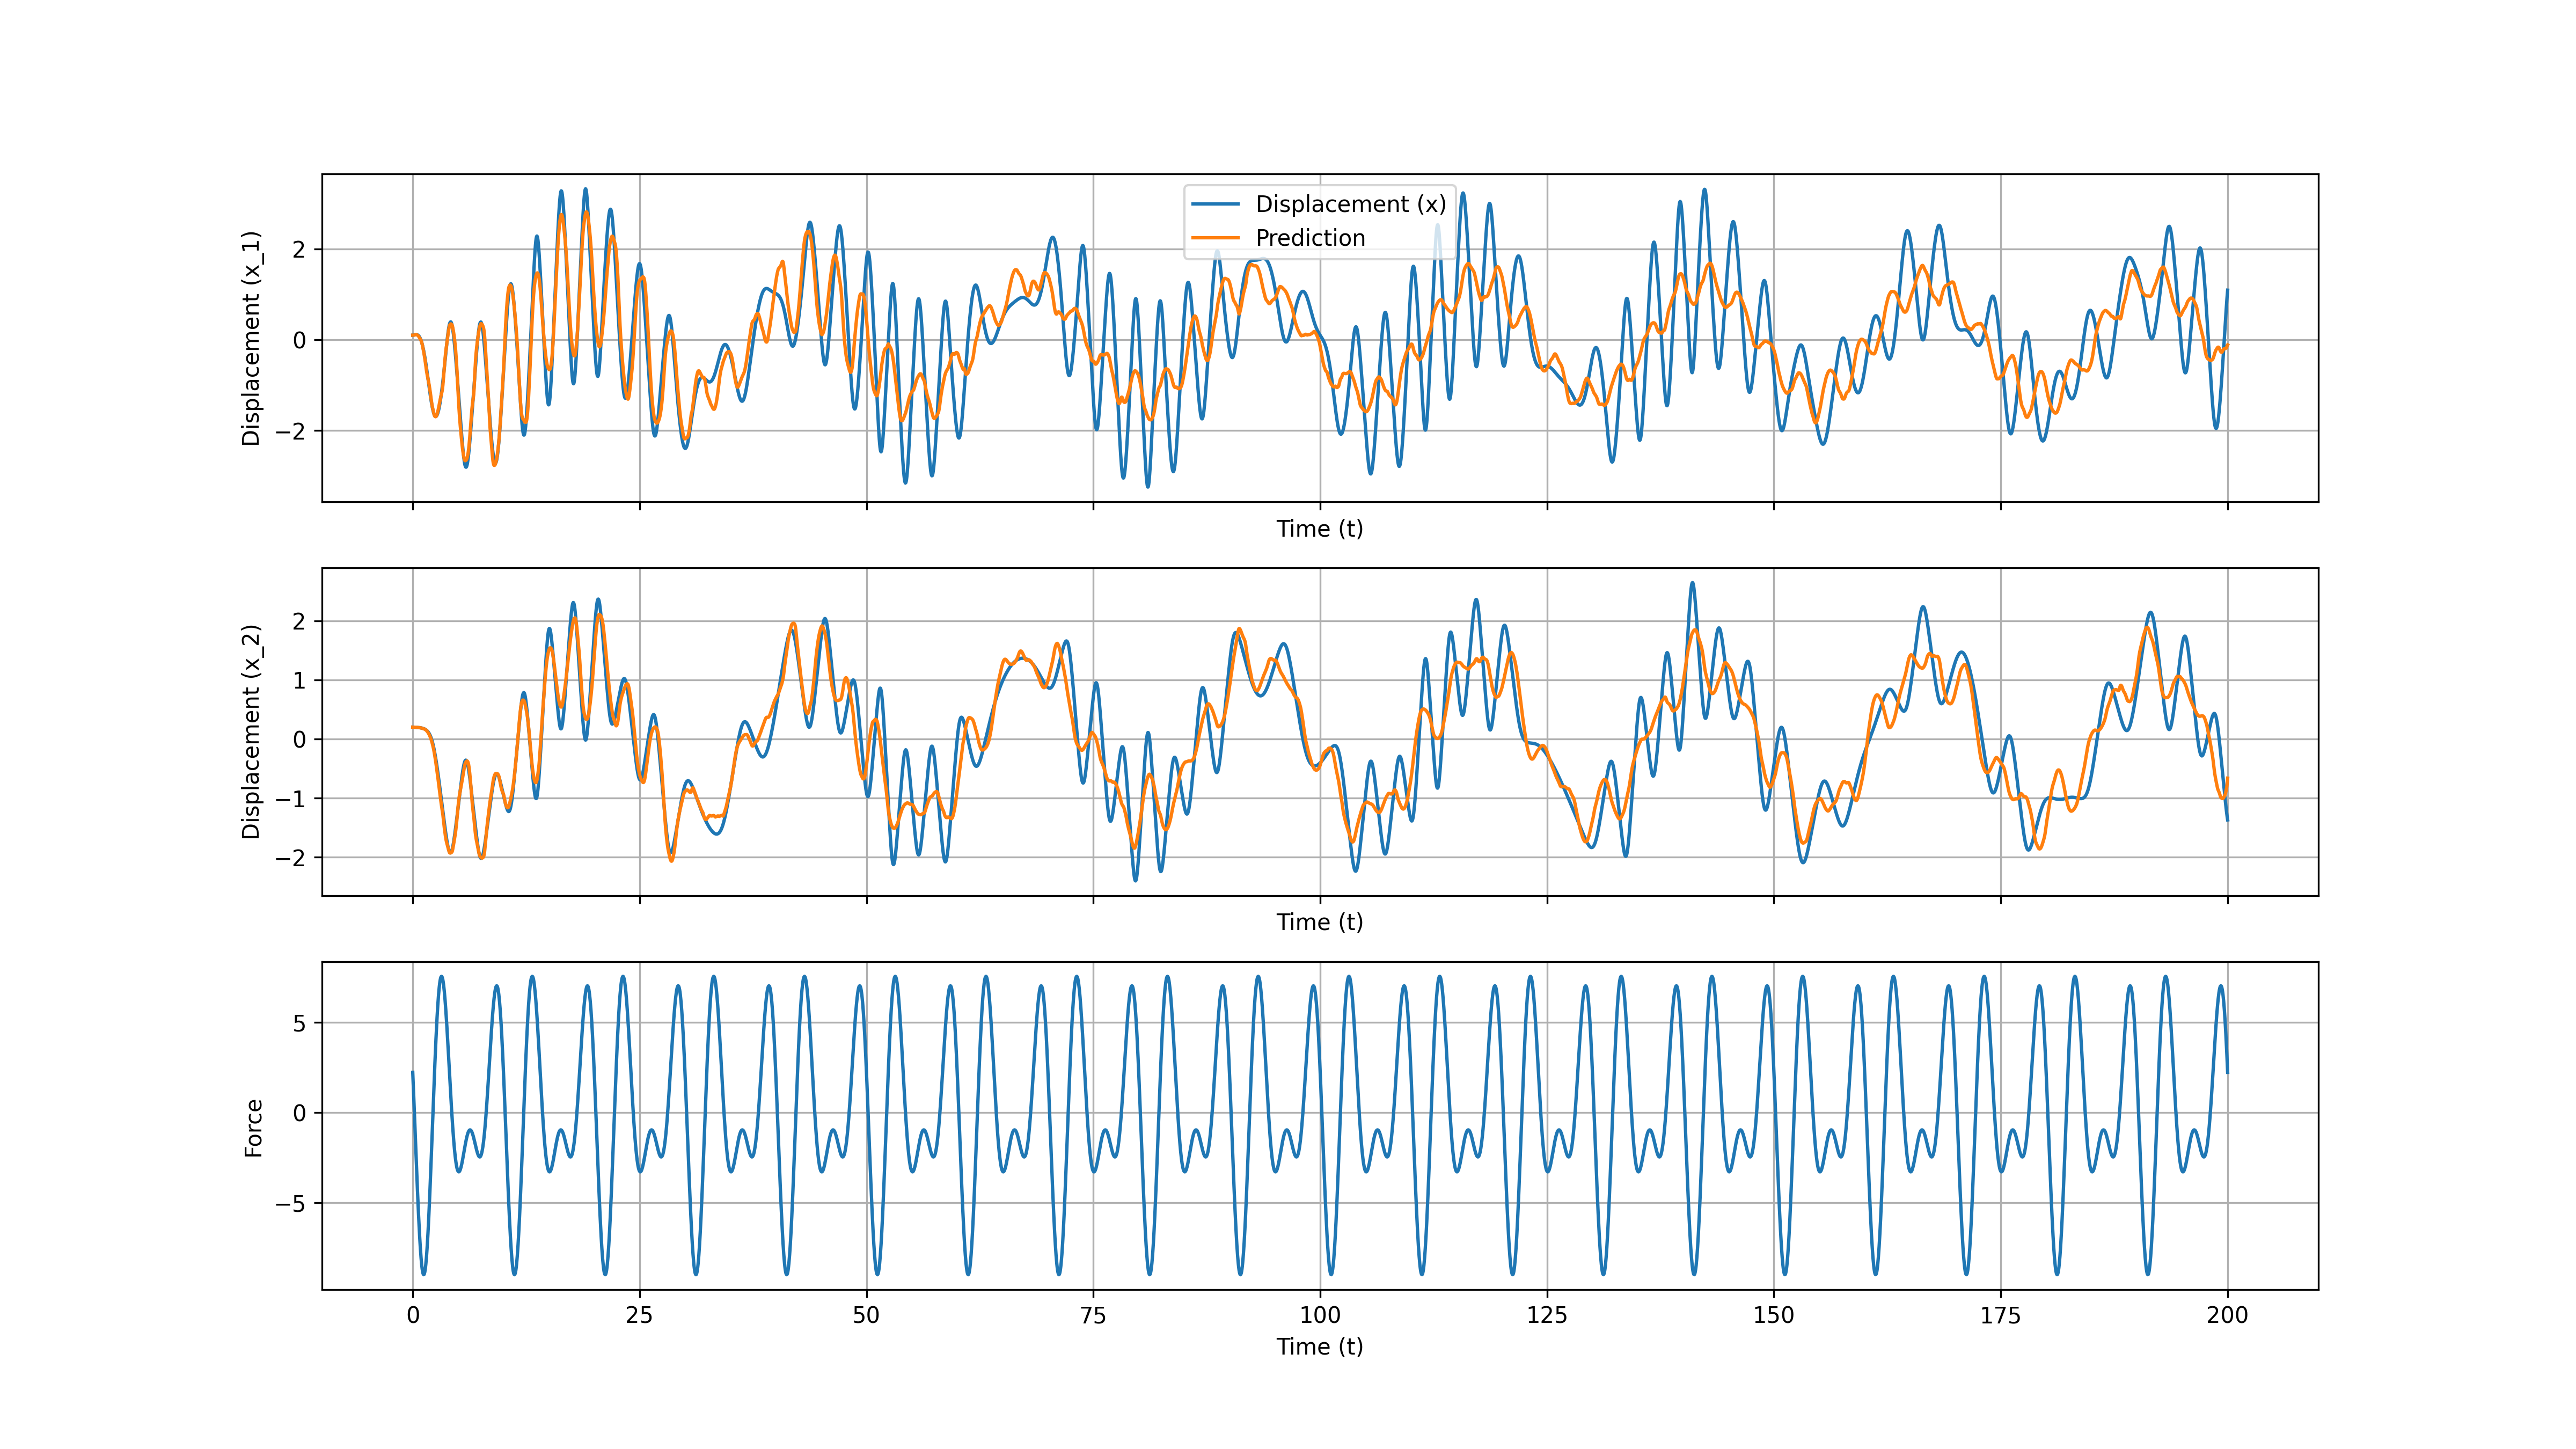 Displacement (x_1)
2
0
−2
Displacement (x)
Prediction
Time (t)
Displacement (x_2)
2
1
0
−1
−2
Time (t)
Force
5
0
−5
0 25 50 75 100 125 150 175 200
Time (t)